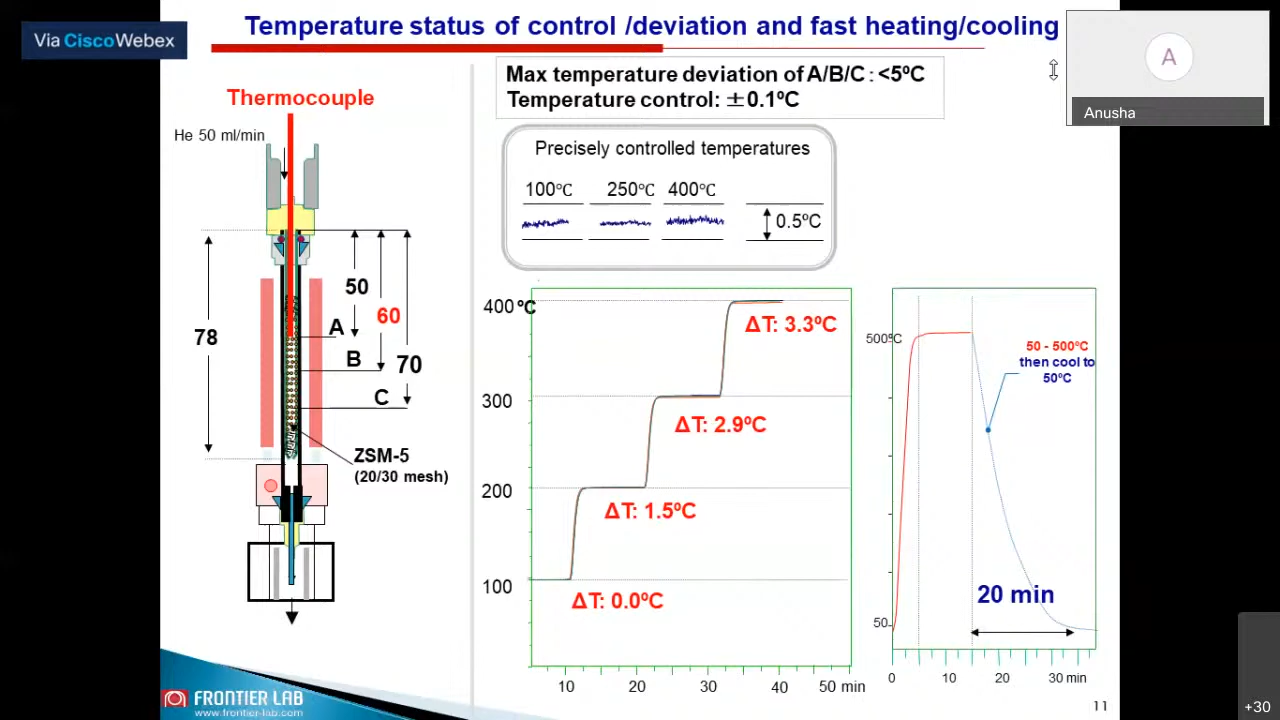 Temperature status of control /deviation and fast heating/cooling
Via CiscoWebex
A
Anusha
Max temperature deviation of A/B/C : <5ºC
Temperature control: ±0.1ºC
Thermocouple
He 50 ml/min
Precisely controlled temperatures
100℃ 250℃ 400℃
0.5ºC
50
60
78
A
B
70
C
ZSM-5
(20/30 mesh)
400ºC
ΔT: 3.3ºC
300
ΔT: 2.9ºC
200
ΔT: 1.5ºC
100
ΔT: 0.0ºC
10 20 30 40 50 min
500ºC
50 - 500ºC
then cool to
50ºC
20 min
50
0 10 20 30 min
FRONTIER LAB
www.frontier-lab.com
11
+30